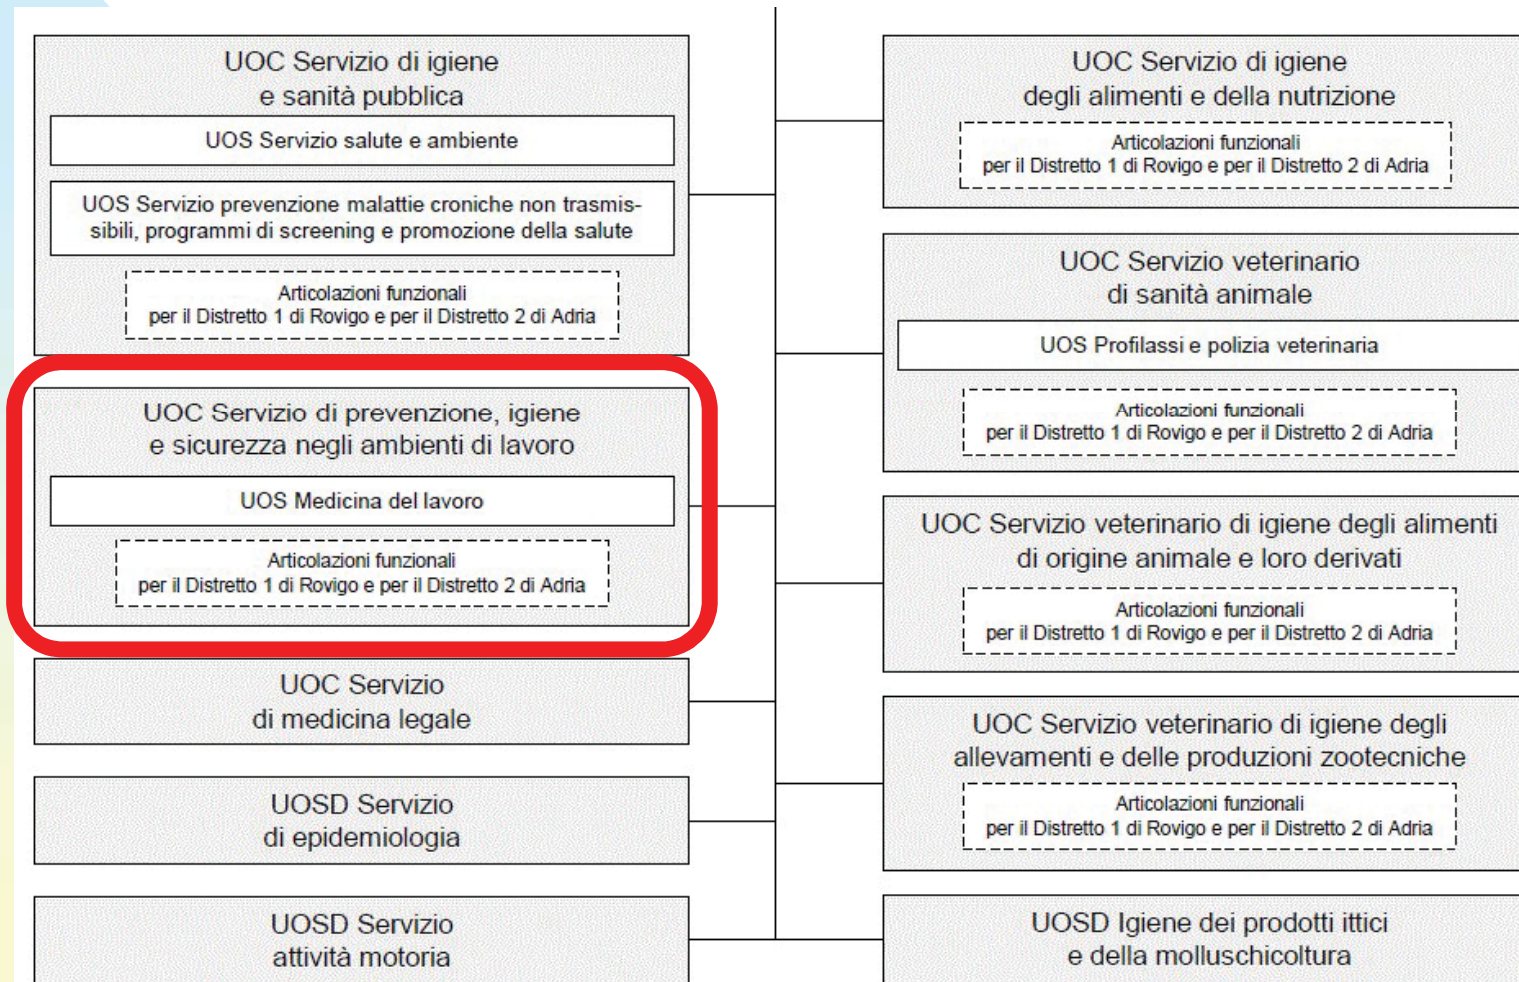 UOC Servizio di igiene
e sanità pubblica
UOS Servizio salute e ambiente
UOS Servizio prevenzione malattie croniche non trasmis-
sibili, programmi di screening e promozione della salute
Articolazioni funzionali
per il Distretto 1 di Rovigo e per il Distretto 2 di Adria
UOC Servizio di prevenzione, igiene
e sicurezza negli ambienti di lavoro
UOS Medicina del lavoro
Articolazioni funzionali
per il Distretto 1 di Rovigo e per il Distretto 2 di Adria
UOC Servizio
di medicina legale
UOSD Servizio
di epidemiologia
UOSD Servizio
attività motoria
UOC Servizio di igiene
degli alimenti e della nutrizione
Articolazioni funzionali
per il Distretto 1 di Rovigo e per il Distretto 2 di Adria
UOC Servizio veterinario
di sanità animale
UOS Profilassi e polizia veterinaria
Articolazioni funzionali
per il Distretto 1 di Rovigo e per il Distretto 2 di Adria
UOC Servizio veterinario di igiene degli alimenti
di origine animale e loro derivati
Articolazioni funzionali
per il Distretto 1 di Rovigo e per il Distretto 2 di Adria
UOC Servizio veterinario di igiene degli
allevamenti e delle produzioni zootecniche
Articolazioni funzionali
per il Distretto 1 di Rovigo e per il Distretto 2 di Adria
UOSD Igiene dei prodotti ittici
e della molluschicoltura